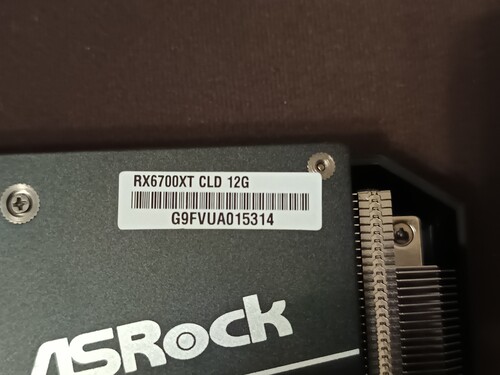 RX6700XT CLD 12G
G9FVUA015314
ASRock